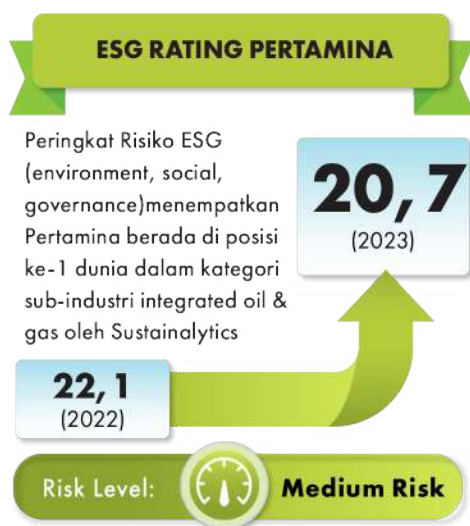 ESG RATING PERTAMINA
Peringkat Risiko ESG
(environment, social,
governance)menempatkan
Pertamina berada di posisi
ke-1 dunia dalam kategori
sub-industri integrated oil &
gas oleh Sustainalytics
20, 7
(2023)
22, 1
(2022)
Risk Level: Medium Risk